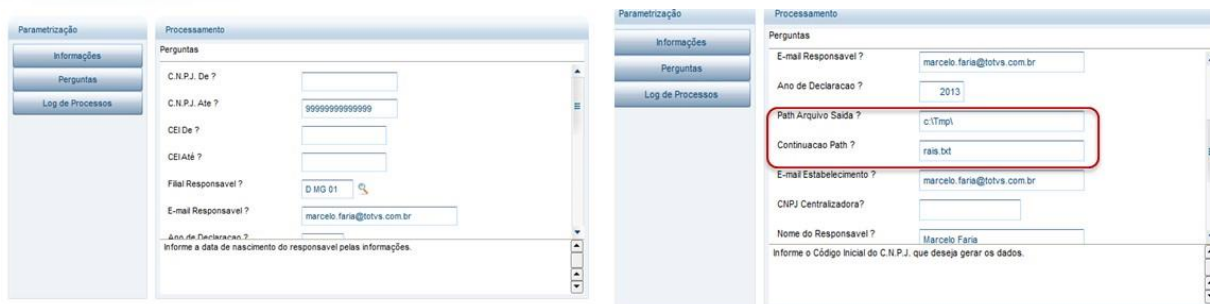 Parametrização
Processamento
Informações
Perguntas
Log de Processos
Perguntas
C.N.P.J. De ?
C.N.P.J. Ate ? 99999999999999
CEI De ?
CEI Até ?
Filial Responsavel ? D MG 01
E-mail Responsavel ? marcelo.faria@totvs.com.br
Ano de Declaracao ?
Informe a data de nascimento do responsavel pelas informações.
Parametrização
Processamento
Informações
Perguntas
Log de Processos
Perguntas
E-mail Responsavel ? marcelo.faria@totvs.com.br
Ano de Declaracao ? 2013
Path Arquivo Saida ? c:\Tmp\
Continuacao Path ? rais.txt
E-mail Estabelecimento ? marcelo.faria@totvs.com.br
CNPJ Centralizadora?
Nome do Responsavel ? Marcelo Faria
Informe o Código Inicial do C.N.P.J. que deseja gerar os dados.